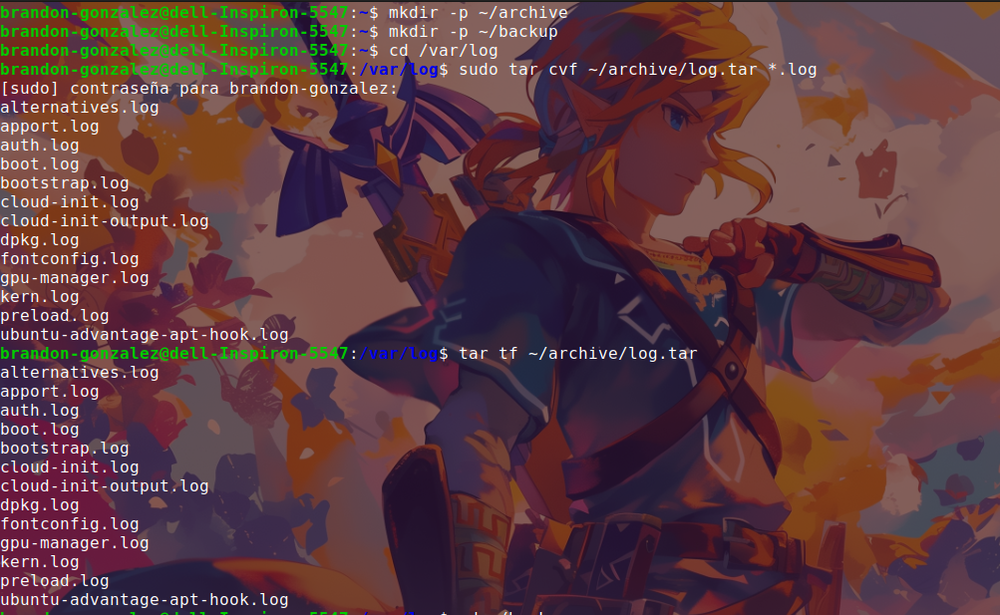 brandon-gonzalez@dell-Inspiron-5547:~$ mkdir -p ~/archive
brandon-gonzalez@dell-Inspiron-5547:~$ mkdir -p ~/backup
brandon-gonzalez@dell-Inspiron-5547:~$ cd /var/log
brandon-gonzalez@dell-Inspiron-5547:/var/log$ sudo tar cvf ~/archive/log.tar *.log
[sudo] contraseña para brandon-gonzalez:
alternatives.log
apport.log
auth.log
boot.log
bootstrap.log
cloud-init.log
cloud-init-output.log
dpkg.log
fontconfig.log
gpu-manager.log
kern.log
preload.log
ubuntu-advantage-apt-hook.log
brandon-gonzalez@dell-Inspiron-5547:/var/log$ tar tf ~/archive/log.tar
alternatives.log
apport.log
auth.log
boot.log
bootstrap.log
cloud-init.log
cloud-init-output.log
dpkg.log
fontconfig.log
gpu-manager.log
kern.log
preload.log
ubuntu-advantage-apt-hook.log